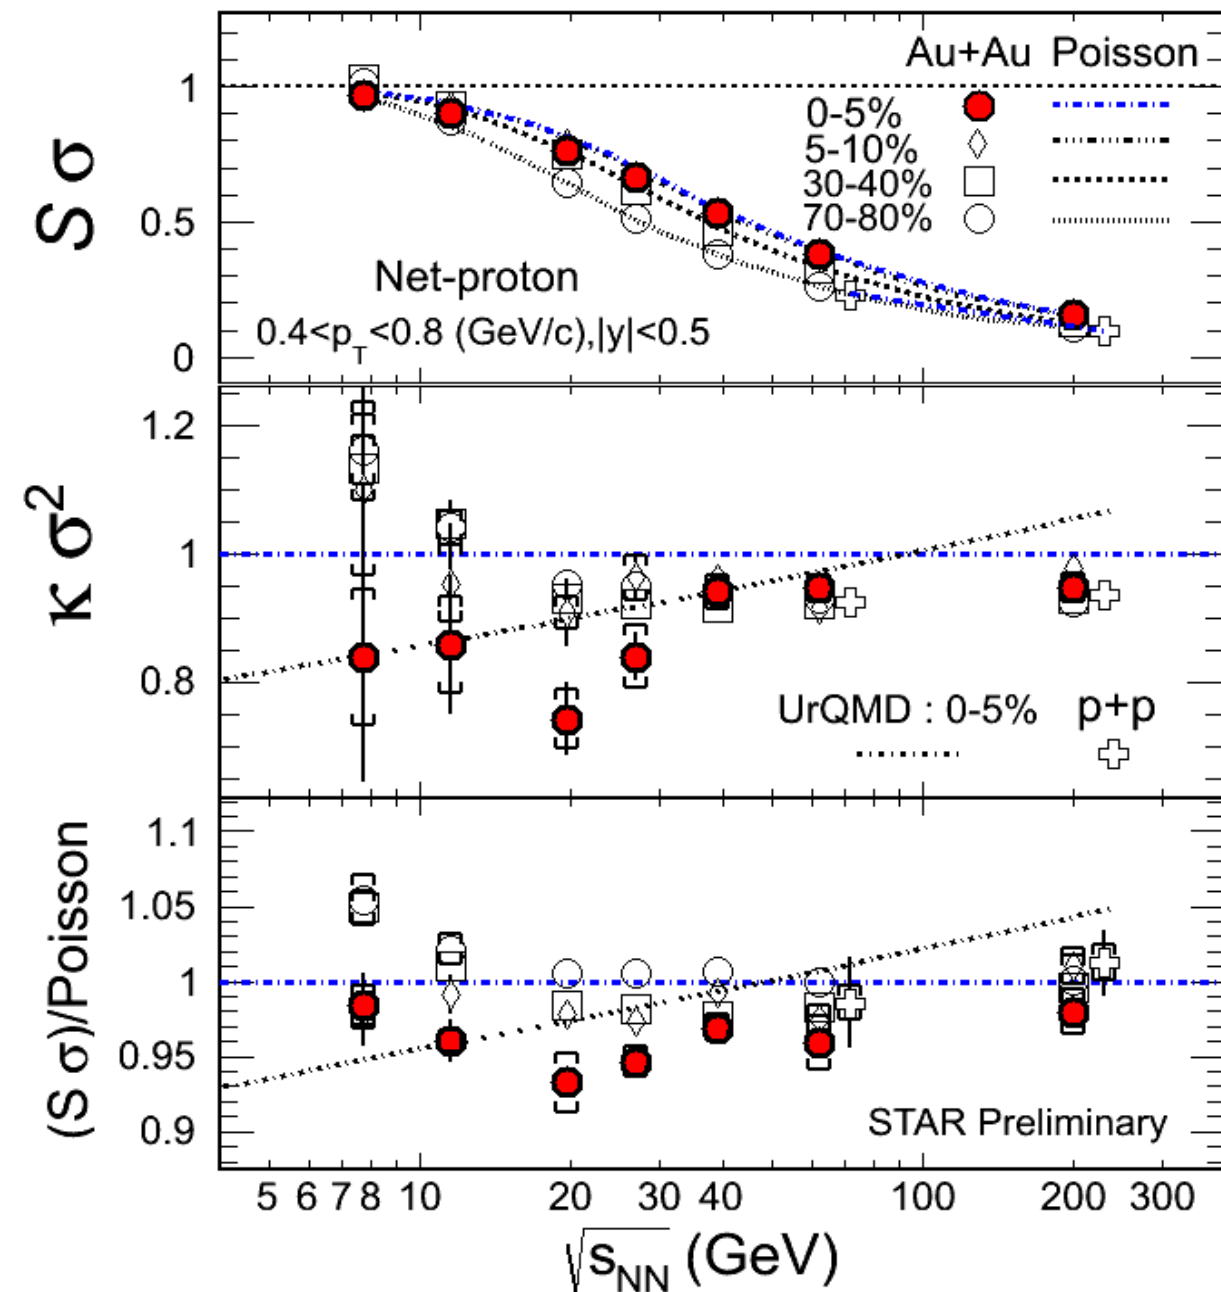 Au+Au Poisson
0-5%
5-10%
30-40%
70-80%
S σ
1
0.5
0
Net-proton
0.4<p_T<0.8 (GeV/c),|y|<0.5
κ σ²
1.2
1
0.8
UrQMD : 0-5% p+p
(S σ)/Poisson
1.1
1.05
1
0.95
0.9
STAR Preliminary
5 6 7 8 10 20 30 40 100 200 300
√s_NN (GeV)